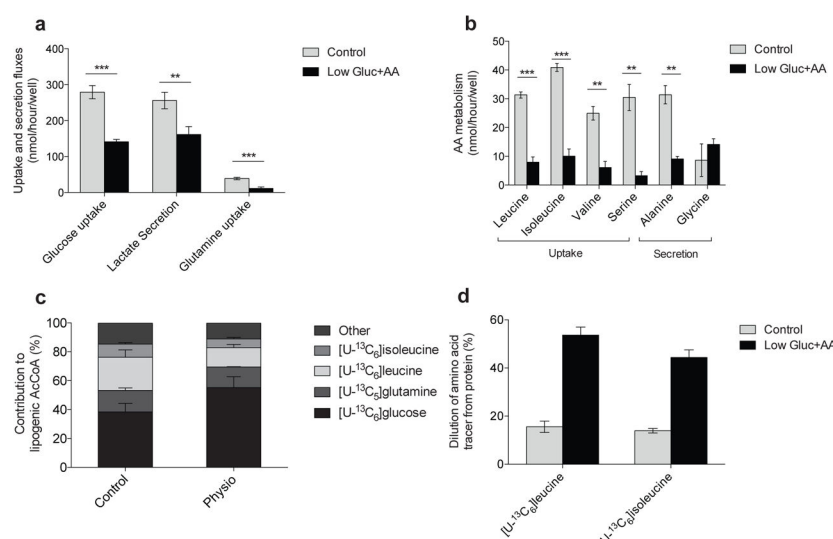 a
Uptake and secretion fluxes
(nmol/hour/well)
400
300
200
100
0
***
**
***
Glucose uptake
Lactate Secretion
Glutamine uptake
Control
Low Gluc+AA
b
AA metabolism
(nmol/hour/well)
50
40
30
20
10
0
***
***
**
**
**
Leucine
Isoleucine
Valine
Serine
Alanine
Glycine
Uptake
Secretion
Control
Low Gluc+AA
c
Contribution to
lipogenic AcCoA (%)
100
80
60
40
20
0
Control
Physio
Other
[U-¹³C₆]isoleucine
[U-¹³C₆]leucine
[U-¹³C₅]glutamine
[U-¹³C₆]glucose
d
Dilution of amino acid
tracer from protein (%)
60
40
20
0
[U-¹³C₆]leucine
[U-¹³C₆]isoleucine
Control
Low Gluc+AA